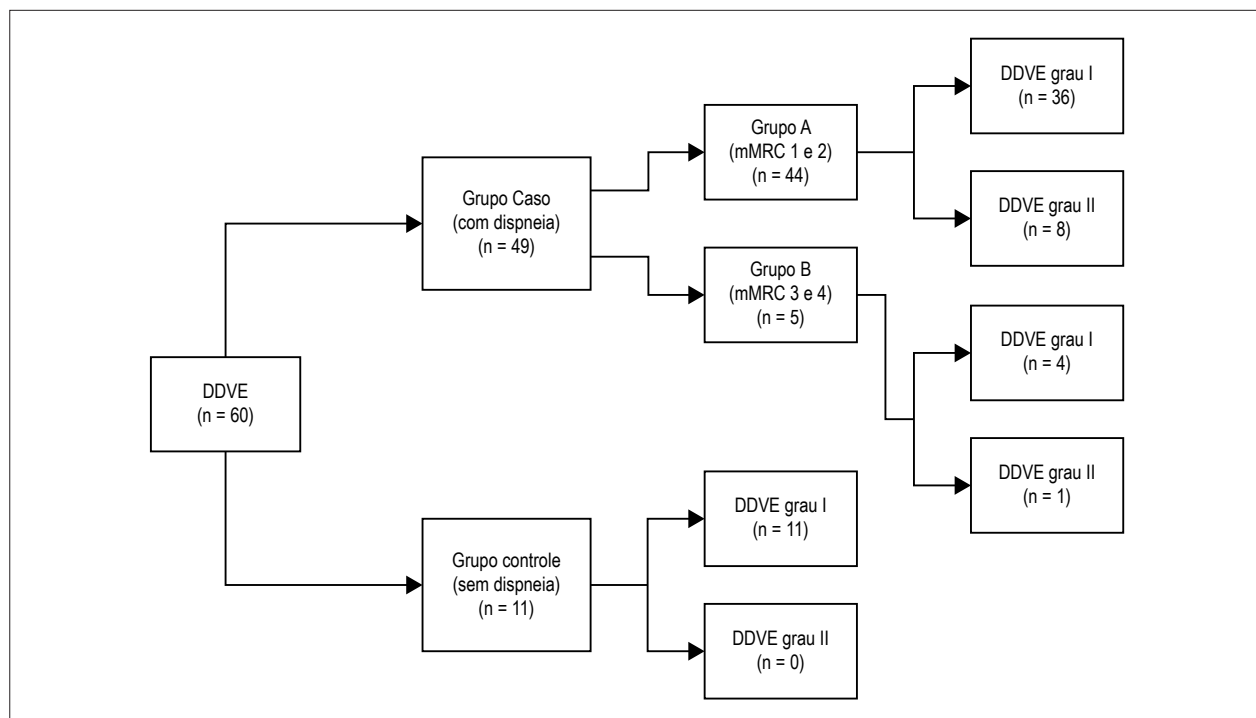 DDVE
(n = 60)
Grupo Caso
(com dispneia)
(n = 49)
Grupo A
(mMRC 1 e 2)
(n = 44)
DDVE grau I
(n = 36)
DDVE grau II
(n = 8)
Grupo B
(mMRC 3 e 4)
(n = 5)
DDVE grau I
(n = 4)
DDVE grau II
(n = 1)
Grupo controle
(sem dispneia)
(n = 11)
DDVE grau I
(n = 11)
DDVE grau II
(n = 0)